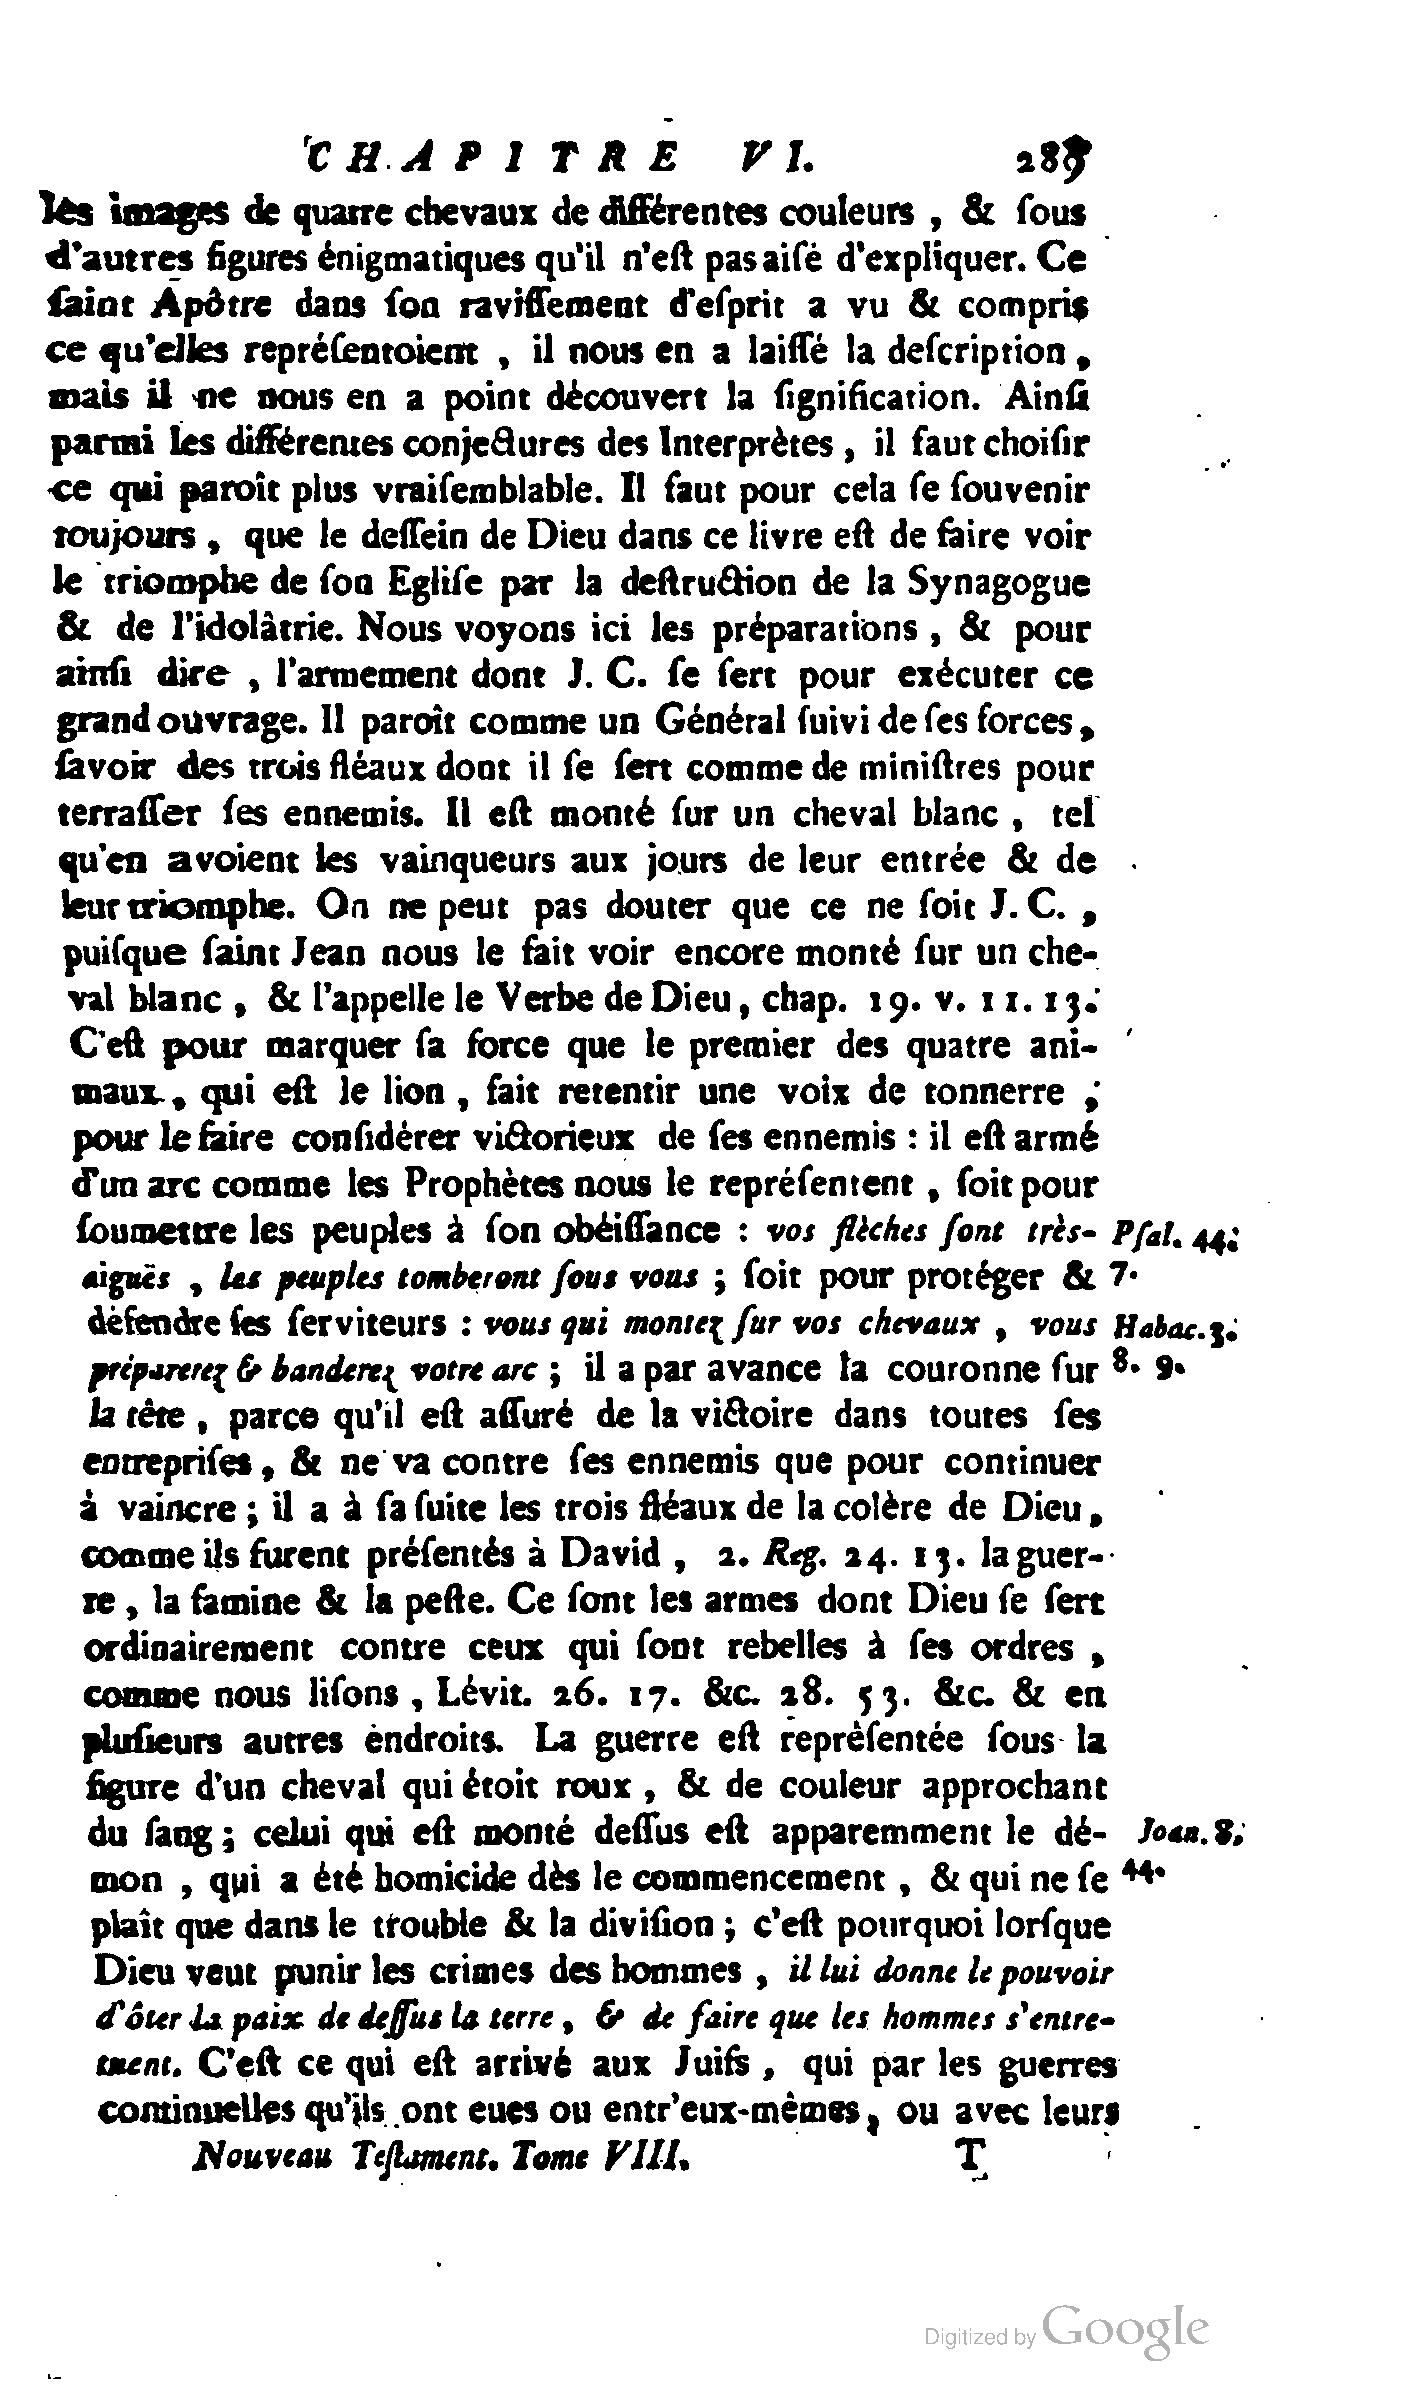 CHAPITRE VI. 289
les images de quatre chevaux de différentes couleurs, & ſous
d'autres figures énigmatiques qu'il n'eſt pas aiſé d'expliquer. Ce
ſaint Apôtre dans ſon raviſſement d'eſprit a vu & compris
ce qu'elles repréſentoient, il nous en a laiſſé la deſcription,
mais il ne nous en a point découvert la ſignification. Ainſi
parmi les différentes conjectures des Interprètes, il faut choiſir
ce qui paroît plus vraiſemblable. Il faut pour cela ſe ſouvenir
toujours, que le deſſein de Dieu dans ce livre eſt de faire voir
le triomphe de ſon Egliſe par la deſtruction de la Synagogue
& de l'idolâtrie. Nous voyons ici les préparations, & pour
ainſi dire, l'armement dont J. C. ſe ſert pour exécuter ce
grand ouvrage. Il paroît comme un Général ſuivi de ſes forces,
ſavoir des trois fléaux dont il ſe ſert comme de miniſtres pour
terraſſer ſes ennemis. Il eſt monté ſur un cheval blanc, tel
qu'en avoient les vainqueurs aux jours de leur entrée & de
leur triomphe. On ne peut pas douter que ce ne ſoit J. C.,
puiſque ſaint Jean nous le fait voir encore monté ſur un che-
val blanc, & l'appelle le Verbe de Dieu, chap. 19. v. 11. 13.
C'eſt pour marquer ſa force que le premier des quatre ani-
maux, qui eſt le lion, fait retentir une voix de tonnerre ;
pour le faire conſidérer victorieux de ſes ennemis : il eſt armé
d'un arc comme les Prophètes nous le repréſentent, ſoit pour
ſoumettre les peuples à ſon obéiſſance : vos flèches ſont très- Pſal. 44.
aiguës, les peuples tomberont ſous vous ; ſoit pour protéger & 7.
défendre ſes ſerviteurs : vous qui montez ſur vos chevaux, vous Habac. 3.
préparerez & banderez votre arc ; il a par avance la couronne ſur 8. 9.
la tête, parce qu'il eſt aſſuré de la victoire dans toutes ſes
entrepriſes, & ne va contre ſes ennemis que pour continuer
à vaincre ; il a à ſa ſuite les trois fléaux de la colère de Dieu,
comme ils furent préſentés à David, 2. Reg. 24. 13. la guer-
re, la famine & la peſte. Ce ſont les armes dont Dieu ſe ſert
ordinairement contre ceux qui ſont rebelles à ſes ordres,
comme nous liſons, Lévit. 26. 17. &c. 28. 53. &c. & en
pluſieurs autres endroits. La guerre eſt repréſentée ſous la
figure d'un cheval qui étoit roux, & de couleur approchant
du ſang ; celui qui eſt monté deſſus eſt apparemment le dé- Joan. 8.
mon, qui a été homicide dès le commencement, & qui ne ſe 44.
plaît que dans le trouble & la diviſion ; c'eſt pourquoi lorſque
Dieu veut punir les crimes des hommes, il lui donne le pouvoir
d'ôter la paix de deſſus la terre, & de faire que les hommes s'entre-
tuent. C'eſt ce qui eſt arrivé aux Juifs, qui par les guerres
continuelles qu'ils ont eues ou entr'eux-mêmes, ou avec leurs
Nouveau Teſtament. Tome VIII. T
Digitized by Google